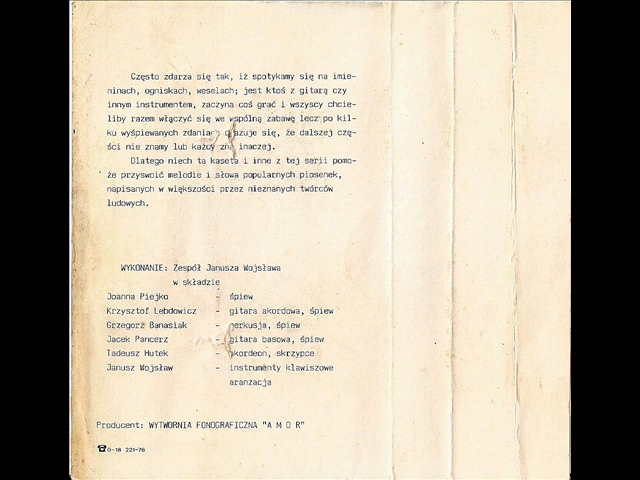 Często zdarza się tak, iż spotykamy się na imie-
ninach, ogniskach, weselach; jest ktoś z gitarą czy
innym instrumentem, zaczyna coś grać i wszyscy chcie-
liby razem włączyć się we wspólną zabawę lecz po kil-
ku wyśpiewanych zdaniach okazuje się, że dalszej czę-
ści nie znamy lub każdy zna inaczej.
Dlatego niech ta kaseta i inne z tej serii pomo-
że przyswoić melodie i słowa popularnych piosenek,
napisanych w większości przez nieznanych twórców
ludowych.
WYKONANIE: Zespół Janusza Wojsława
w składzie
Joanna Piejko - śpiew
Krzysztof Lebdowicz - gitara akordowa, śpiew
Grzegorz Banasiak - perkusja, śpiew
Jacek Pancerz - gitara basowa, śpiew
Tadeusz Hutek - akordeon, skrzypce
Janusz Wojsław - instrumenty klawiszowe
aranżacja
Producent: WYTWÓRNIA FONOGRAFICZNA "A M O R"
☎0-18 221-76